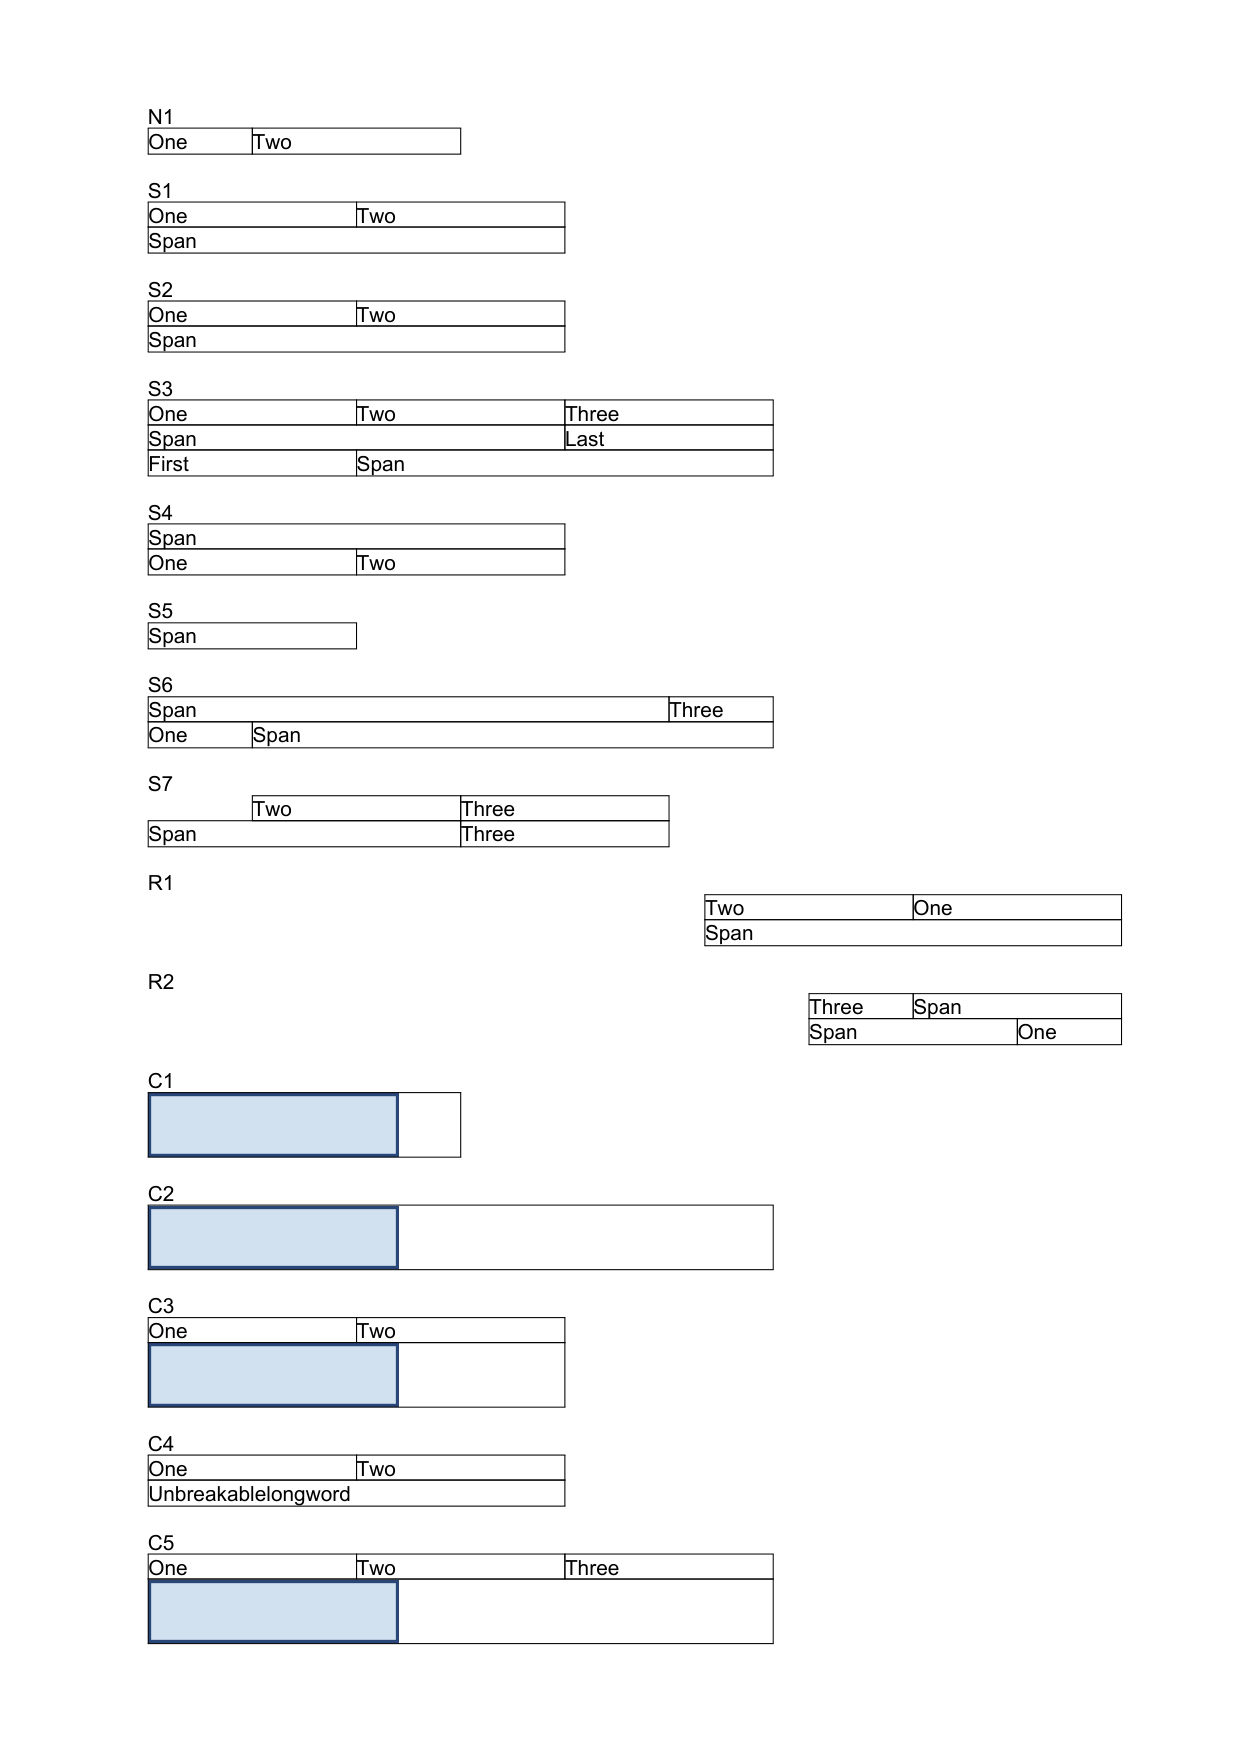 N1
One Two
S1
One Two
Span
S2
One Two
Span
S3
One Two Three
Span Last
First Span
S4
Span
One Two
S5
Span
S6
Span Three
One Span
S7
Two Three
Span Three
R1
Two One
Span
R2
Three Span
Span One
C1
C2
C3
One Two
C4
One Two
Unbreakablelongword
C5
One Two Three